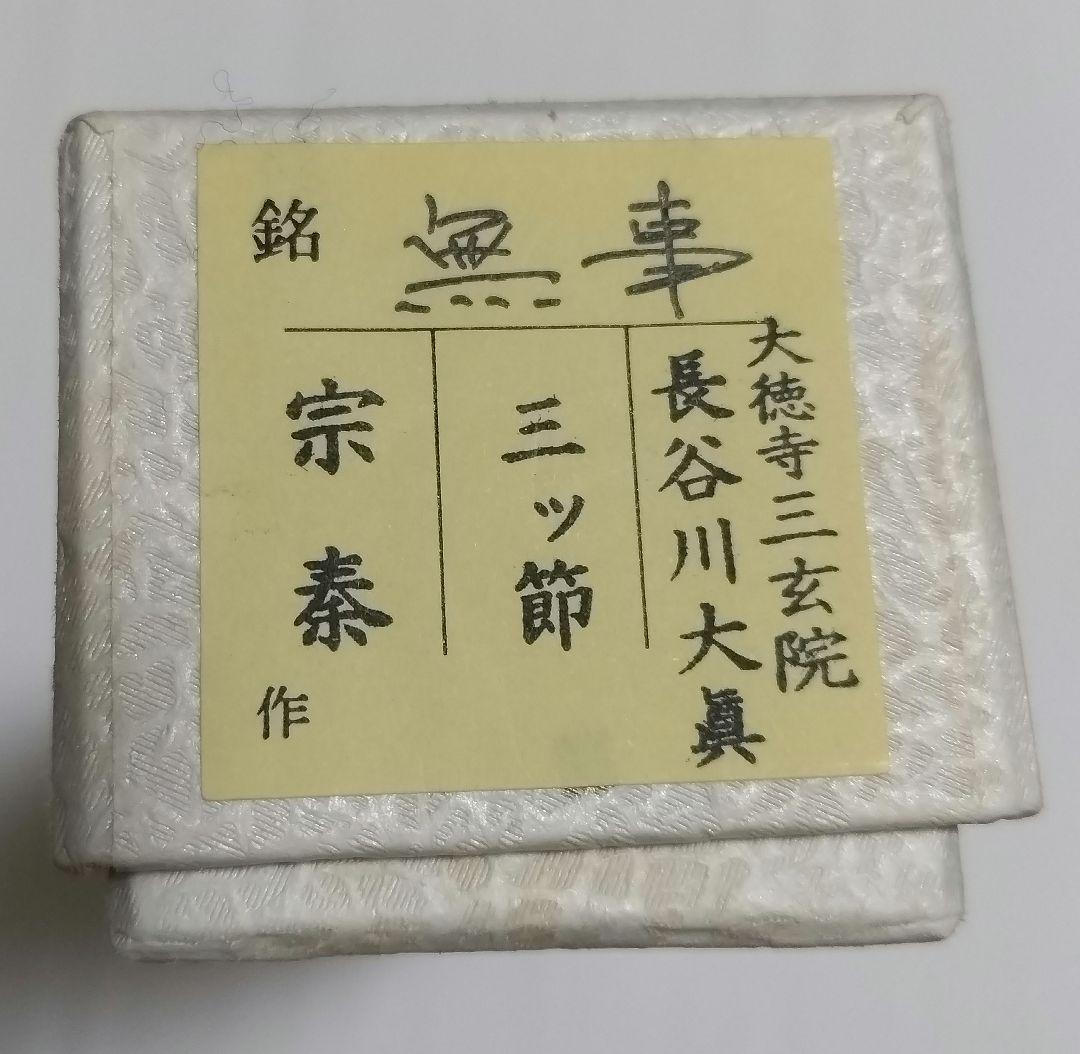 銘 無事
大徳寺三玄院
長谷川大眞
三ッ節
宗秦
作